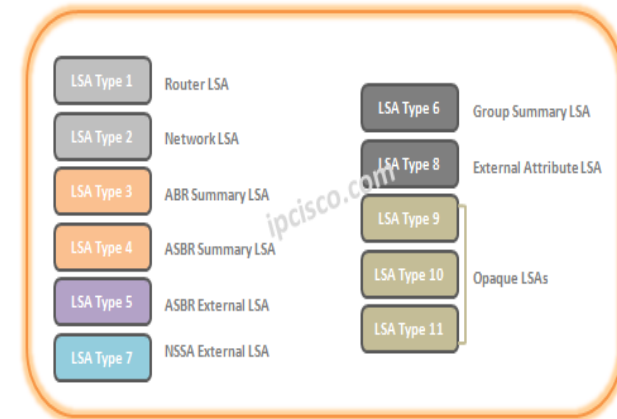 LSA Type 1 Router LSA
LSA Type 2 Network LSA
LSA Type 3 ABR Summary LSA
LSA Type 4 ASBR Summary LSA
LSA Type 5 ASBR External LSA
LSA Type 7 NSSA External LSA
LSA Type 6 Group Summary LSA
LSA Type 8 External Attribute LSA
LSA Type 9
LSA Type 10 Opaque LSAs
LSA Type 11
ipcisco.com